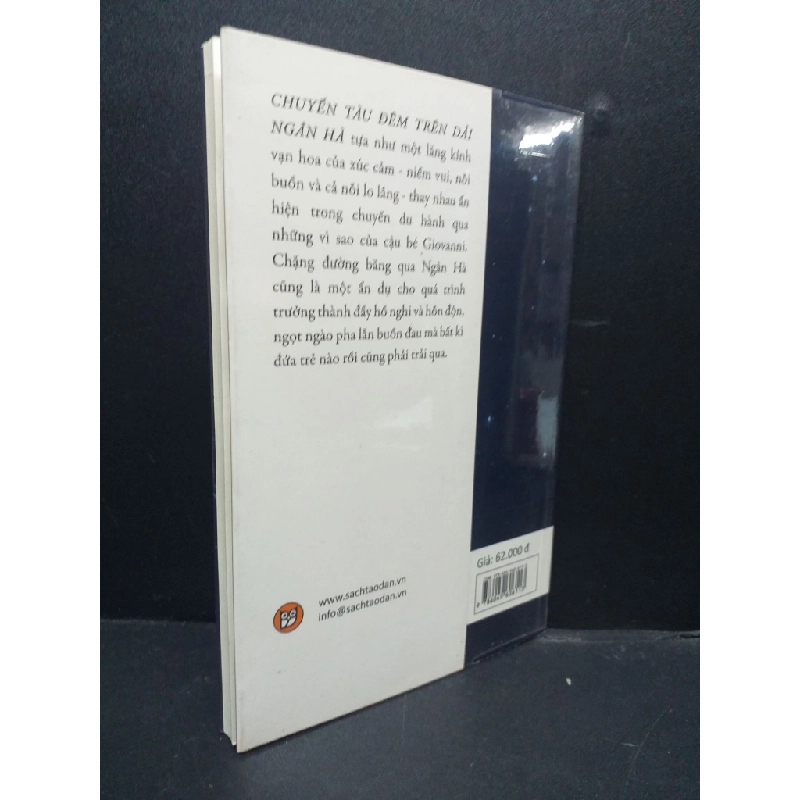 CHUYẾN TÀU ĐÊM TRÊN DẢI
NGÂN HÀ tựa như một lăng kính
vạn hoa của xúc cảm - niềm vui, nỗi
buồn và cả nỗi lo lắng - thay nhau ẩn
hiện trong chuyến du hành qua
những vì sao của cậu bé Giovanni.
Chặng đường băng qua Ngân Hà
cũng là một ẩn dụ cho quá trình
trưởng thành đầy hồ nghi và hỗn độn,
ngọt ngào pha lẫn buồn đau mà bất kì
đứa trẻ nào rồi cũng phải trải qua.
www.sachtaodan.vn
info@sachtaodan.vn
Giá: 62.000 đ